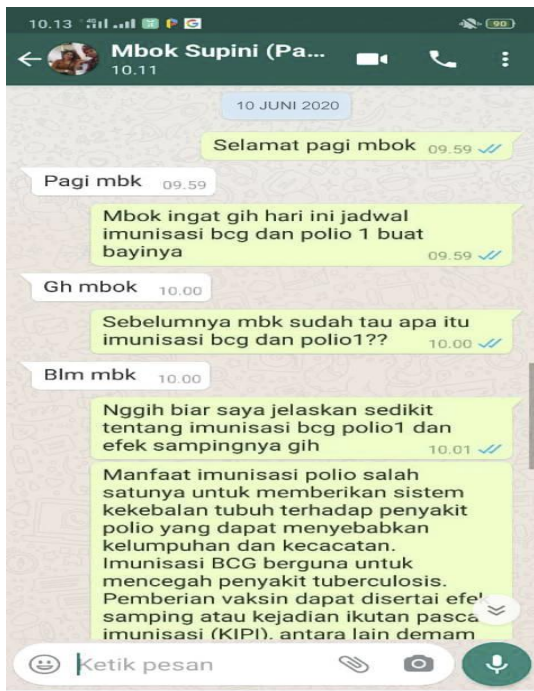 10.13
90
Mbok Supini (Pa...
10.11
10 JUNI 2020
Selamat pagi mbok 09.59
Pagi mbk 09.59
Mbok ingat gih hari ini jadwal
imunisasi bcg dan polio 1 buat
bayinya 09.59
Gh mbok 10.00
Sebelumnya mbk sudah tau apa itu
imunisasi bcg dan polio1?? 10.00
Blm mbk 10.00
Nggih biar saya jelaskan sedikit
tentang imunisasi bcg polio1 dan
efek sampingnya gih 10.01
Manfaat imunisasi polio salah
satunya untuk memberikan sistem
kekebalan tubuh terhadap penyakit
polio yang dapat menyebabkan
kelumpuhan dan kecacatan.
Imunisasi BCG berguna untuk
mencegah penyakit tuberculosis.
Pemberian vaksin dapat disertai efek
samping atau kejadian ikutan pasca
imunisasi (KIPI), antara lain demam
Ketik pesan